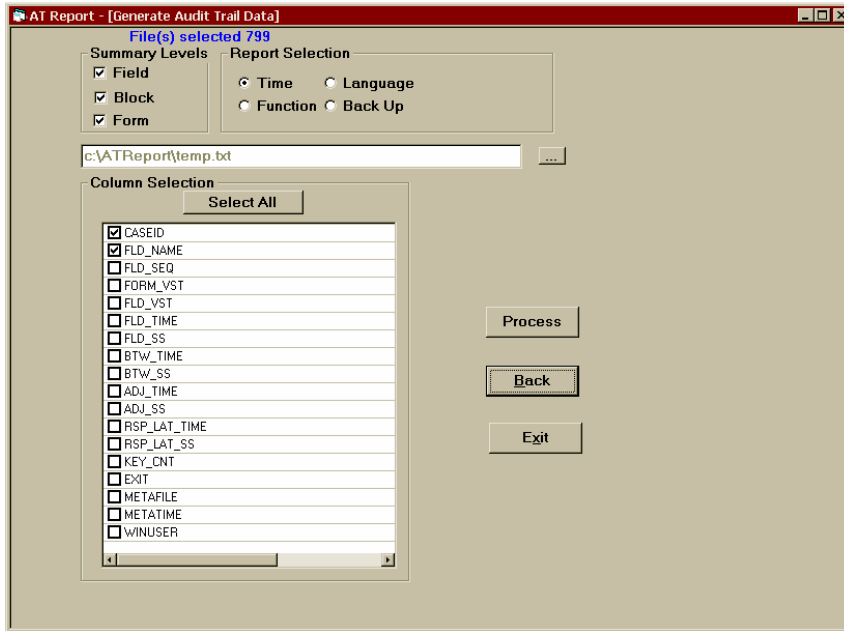 AT Report - [Generate Audit Trail Data]
File(s) selected 799
Summary Levels
Field
Block
Form
Report Selection
Time
Language
Function
Back Up
c:\ATReport\temp.txt
...
Column Selection
Select All
CASEID
FLD_NAME
FLD_SEQ
FORM_VST
FLD_VST
FLD_TIME
FLD_SS
BTW_TIME
BTW_SS
ADJ_TIME
ADJ_SS
RSP_LAT_TIME
RSP_LAT_SS
KEY_CNT
EXIT
METAFILE
METATIME
WINUSER
Process
Back
Exit